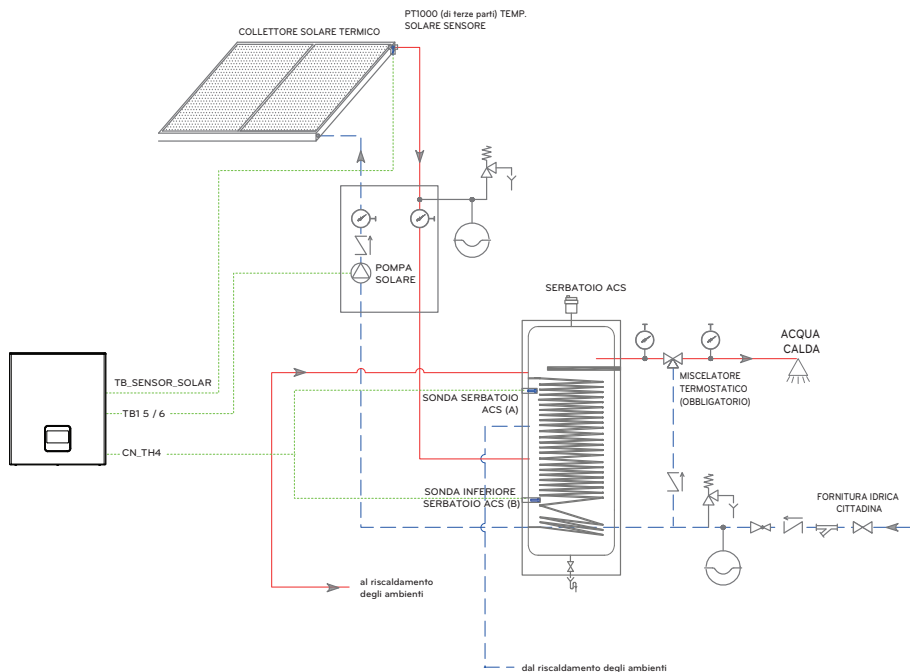 PT1000 (di terze parti) TEMP.
SOLARE SENSORE
COLLETTORE SOLARE TERMICO
POMPA
SOLARE
SERBATOIO ACS
ACQUA
CALDA
MISCELATORE
TERMOSTATICO
(OBBLIGATORIO)
TB_SENSOR_SOLAR
TB1 5 / 6
CN_TH4
SONDA SERBATOIO
ACS (A)
SONDA INFERIORE
SERBATOIO ACS (B)
FORNITURA IDRICA
CITTADINA
al riscaldamento
degli ambienti
dal riscaldamento degli ambienti